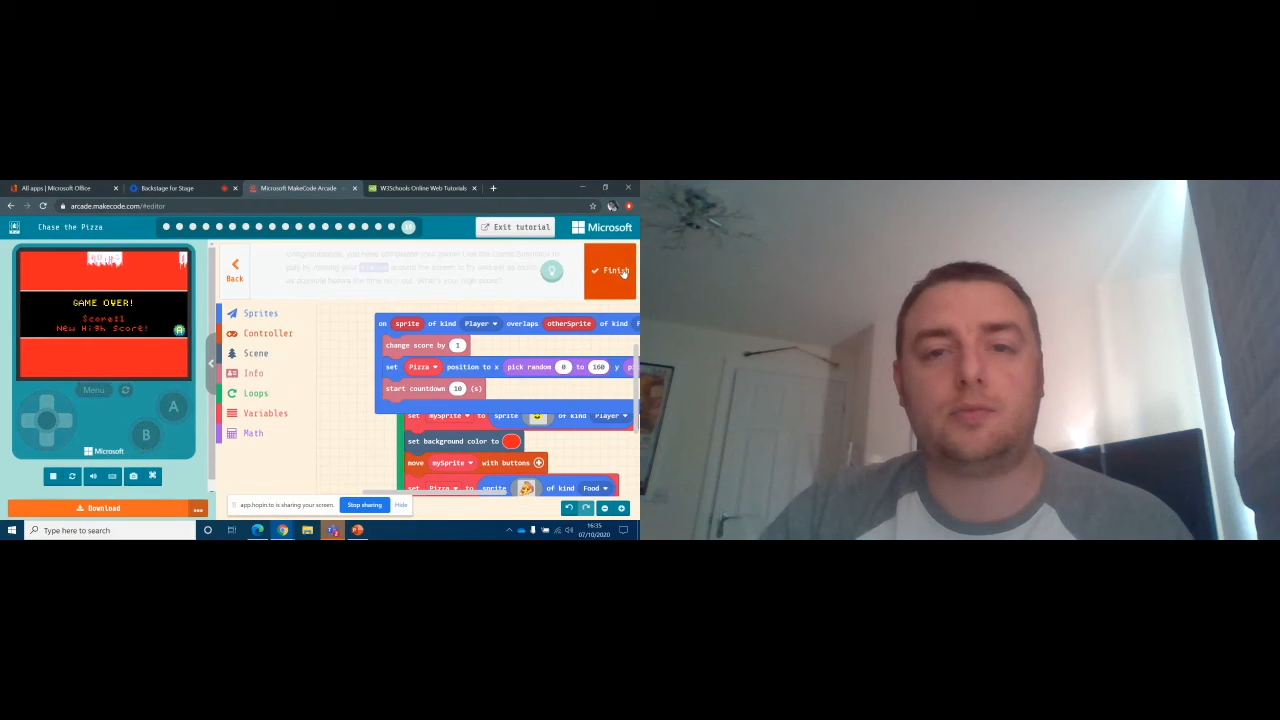 All apps | Microsoft Office
Backstage for Stage
Microsoft MakeCode Arcade
W3Schools Online Web Tutorials
arcade.makecode.com/#editor
Chase the Pizza
Exit tutorial
Microsoft
Back
Finish
GAME OVER!
Score:1
New High Score!
Sprites
Controller
Scene
Info
Loops
Variables
Math
on sprite of kind Player overlaps otherSprite of kind
change score by 1
set Pizza position to x pick random 0 to 160 y
start countdown 10 (s)
set mySprite to sprite of kind Player
set background color to
move mySprite with buttons
set Pizza to sprite of kind Food
Menu
A
B
Microsoft
Download
app.hopin.to is sharing your screen.
Stop sharing
Hide
Type here to search
16:35
07/10/2020